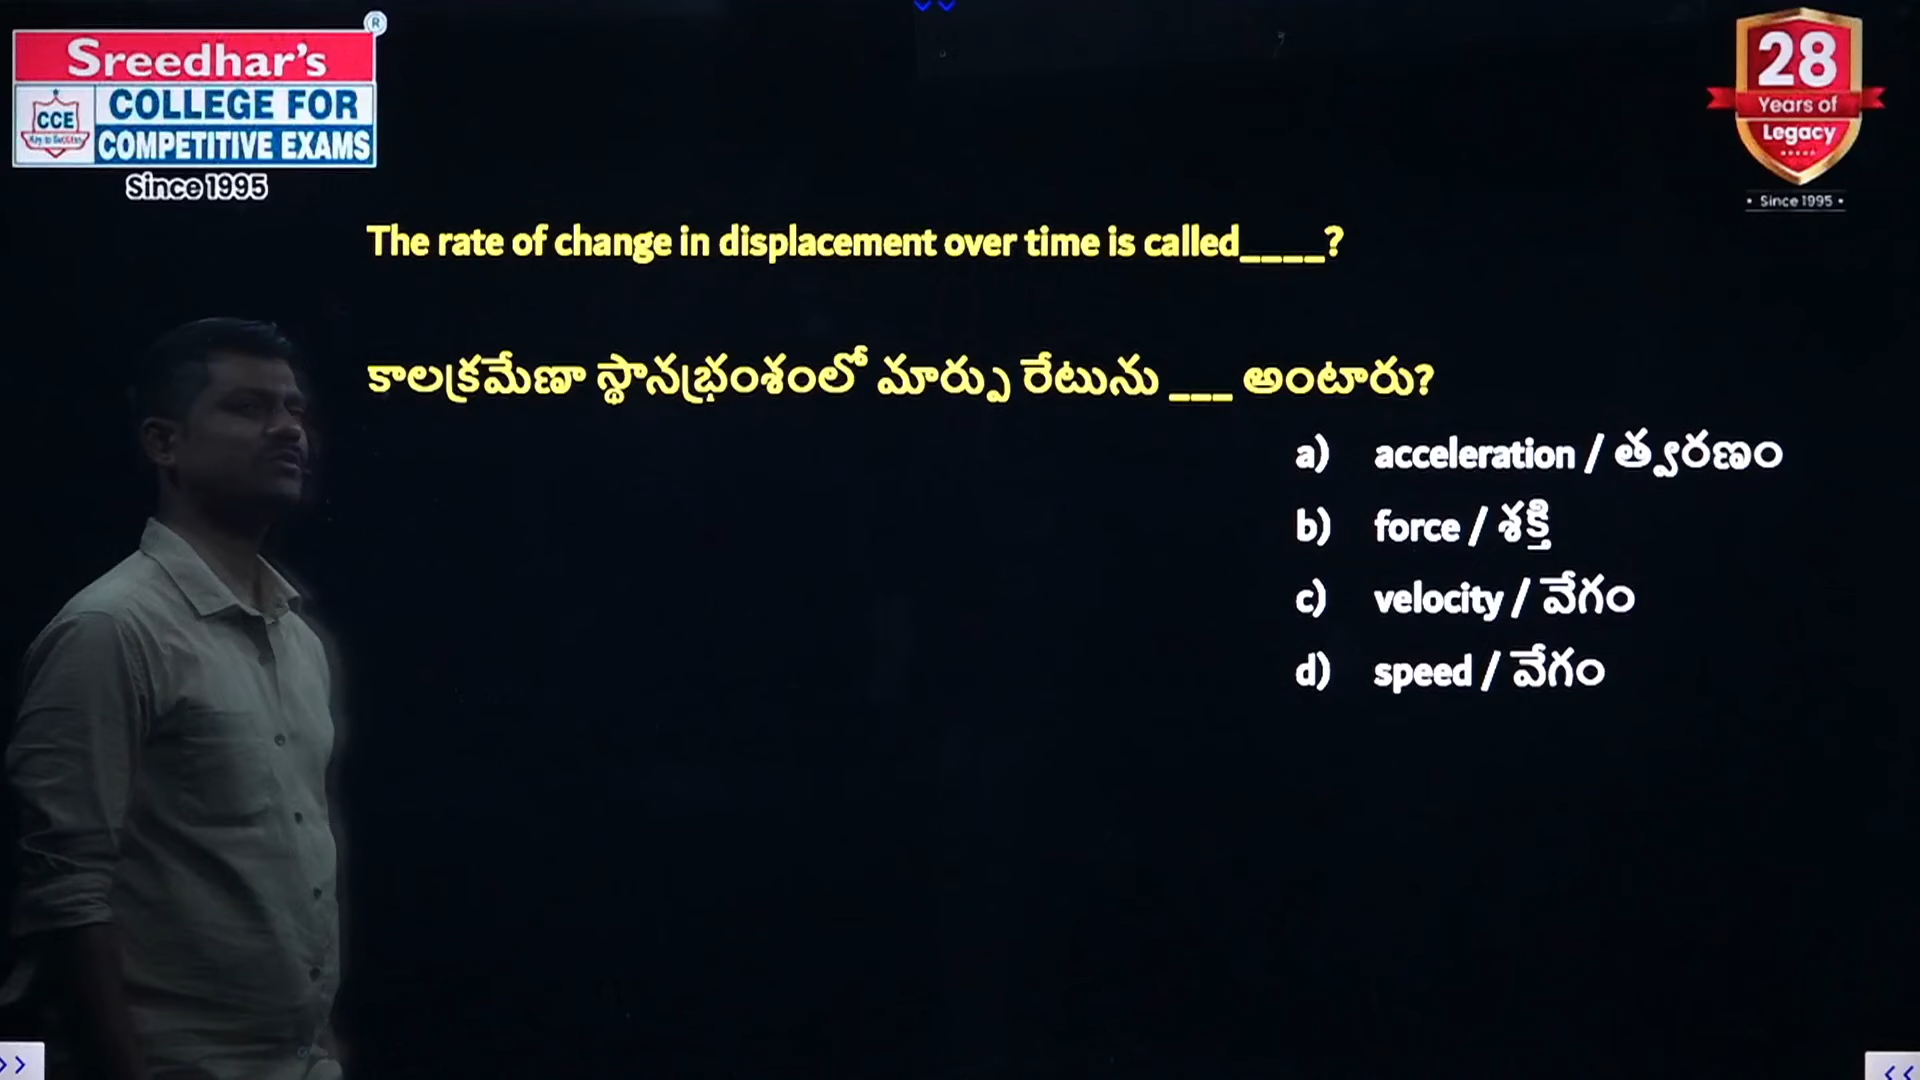 Sreedhar's
®
CCE
COLLEGE FOR
COMPETITIVE EXAMS
Since 1995
28
Years of
Legacy
• Since 1995 •
The rate of change in displacement over time is called____?
కాలక్రమేణా స్థానభ్రంశంలో మార్పు రేటును ___ అంటారు?
a) acceleration / త్వరణం
b) force / శక్తి
c) velocity / వేగం
d) speed / వేగం